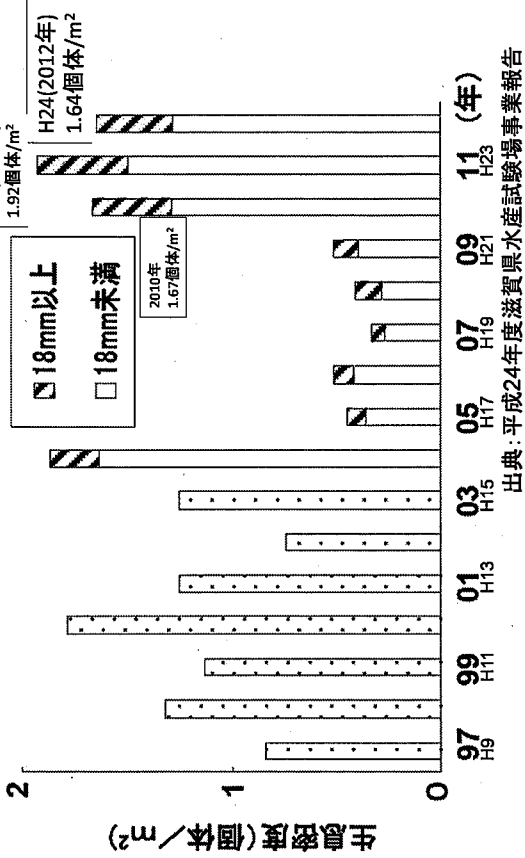 1.92個体/m²
H24(2012年)
1.64個体/m²
18mm以上
18mm未満
2010年
1.67個体/m²
生息密度(個体/m²)
2
1
0
97 99 01 03 05 07 09 11 (年)
H9 H11 H13 H15 H17 H19 H21 H23
出典：平成24年度滋賀県水産試験場事業報告